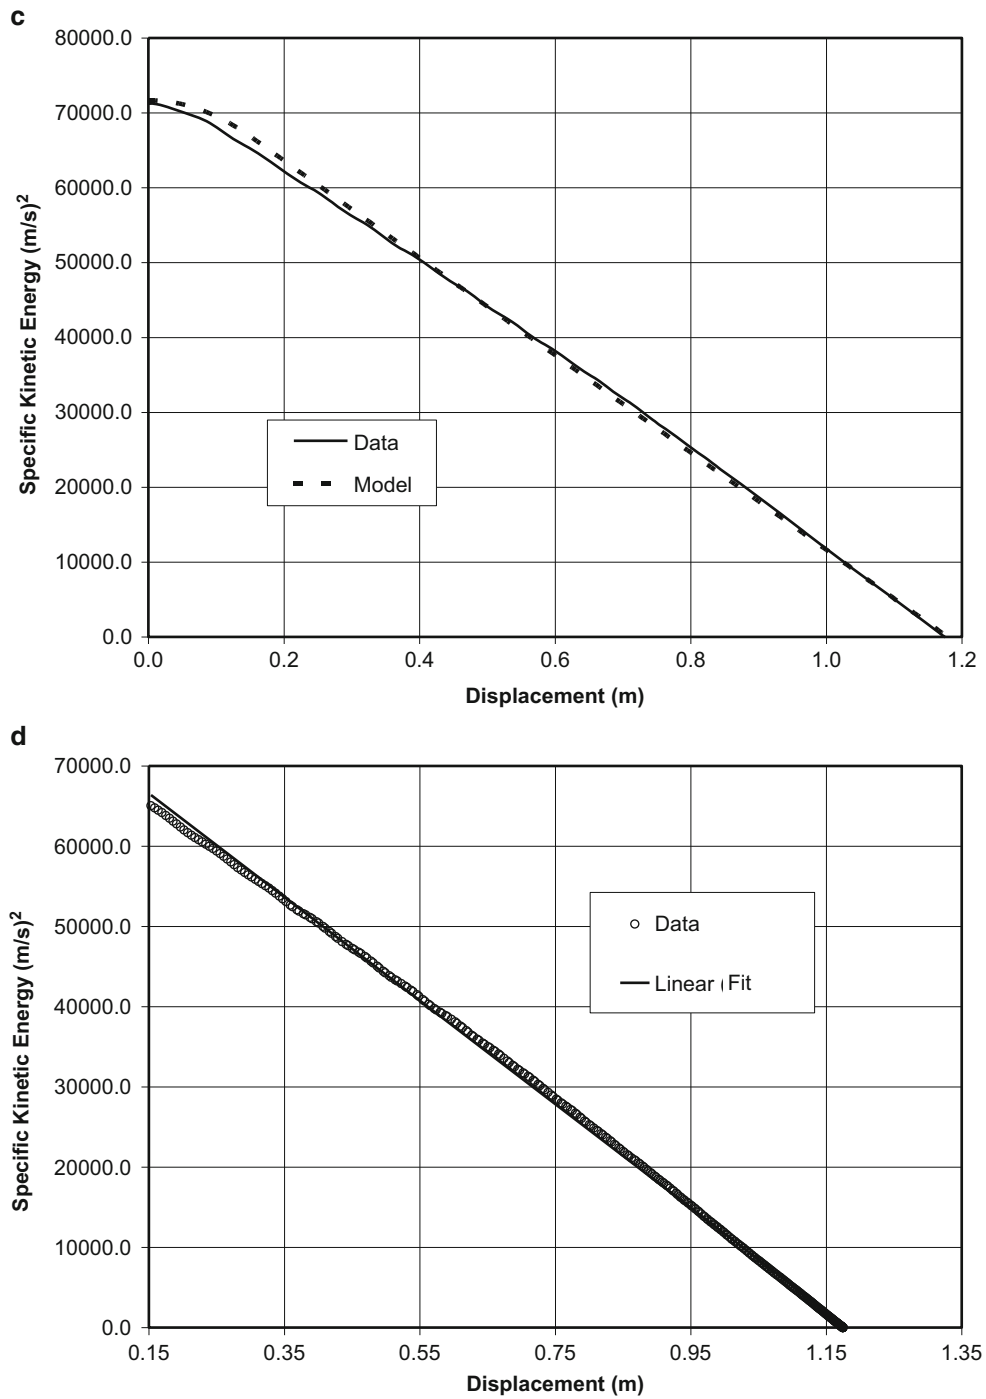 c
80000.0
70000.0
60000.0
50000.0
40000.0
30000.0
20000.0
10000.0
0.0
Specific Kinetic Energy (m/s)²
Data
Model
0.0 0.2 0.4 0.6 0.8 1.0 1.2
Displacement (m)
d
70000.0
60000.0
50000.0
40000.0
30000.0
20000.0
10000.0
0.0
Specific Kinetic Energy (m/s)²
Data
Linear (Fit
0.15 0.35 0.55 0.75 0.95 1.15 1.35
Displacement (m)